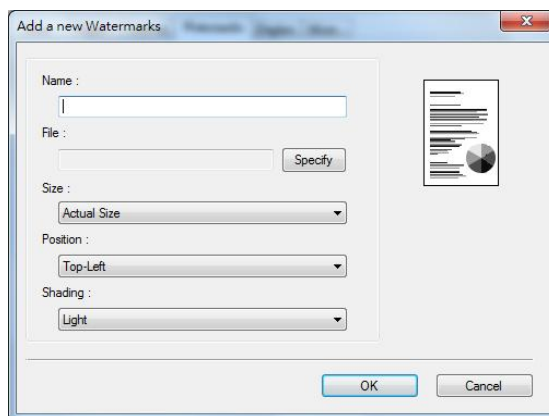 Add a new Watermarks
Name :
File :
Specify
Size :
Actual Size
Position :
Top-Left
Shading :
Light
OK
Cancel